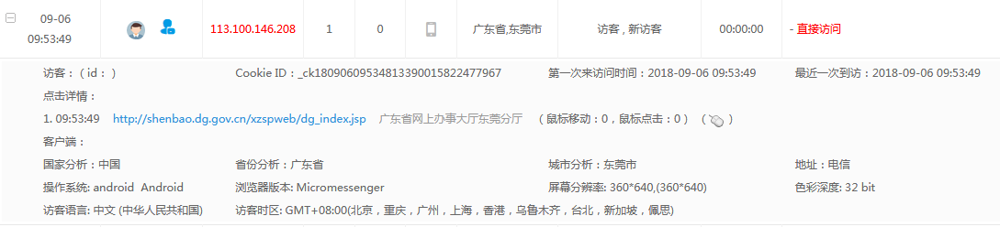 09-06
09:53:49 113.100.146.208 1 0 广东省,东莞市 访客 , 新访客 00:00:00 - 直接访问
访客：( id： ) Cookie ID：_ck18090609534813390015822477967 第一次来访问时间：2018-09-06 09:53:49 最近一次到访：2018-09-06 09:53:49
点击详情：
1. 09:53:49 http://shenbao.dg.gov.cn/xzspweb/dg_index.jsp 广东省网上办事大厅东莞分厅 ( 鼠标移动：0，鼠标点击：0 ) ( )
客户端：
国家分析：中国 省份分析：广东省 城市分析：东莞市 地址：电信
操作系统: android Android 浏览器版本: Micromessenger 屏幕分辨率: 360*640,(360*640) 色彩深度: 32 bit
访客语言: 中文 (中华人民共和国) 访客时区: GMT+08:00(北京，重庆，广州，上海，香港，乌鲁木齐，台北，新加坡，佩思)